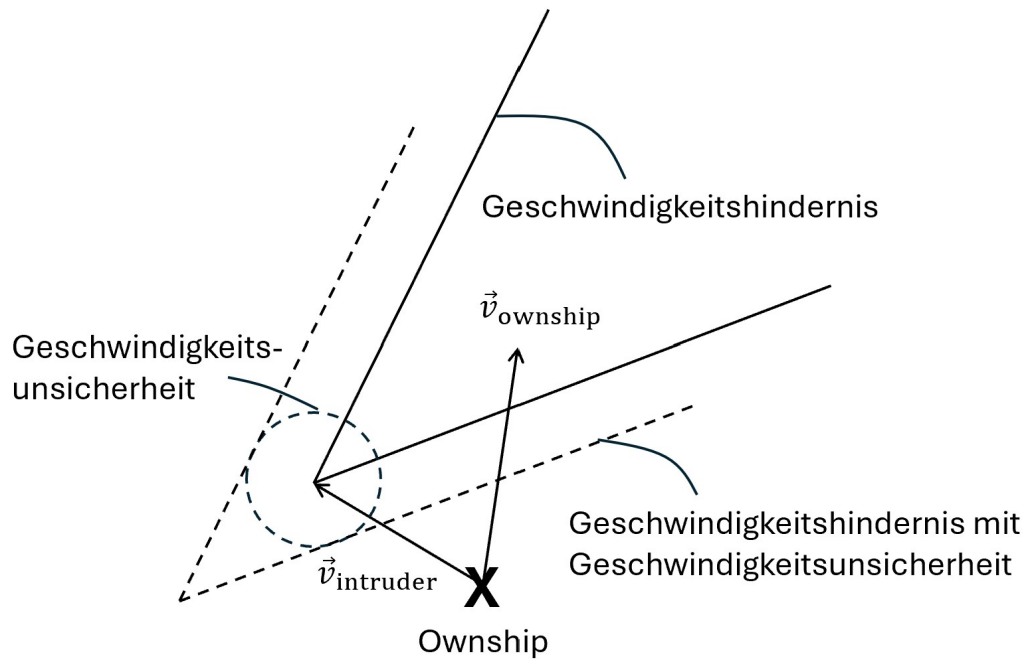 Geschwindigkeitshindernis
v⃗ownship
Geschwindigkeits-
unsicherheit
Geschwindigkeitshindernis mit
Geschwindigkeitsunsicherheit
v⃗intruder
X
Ownship